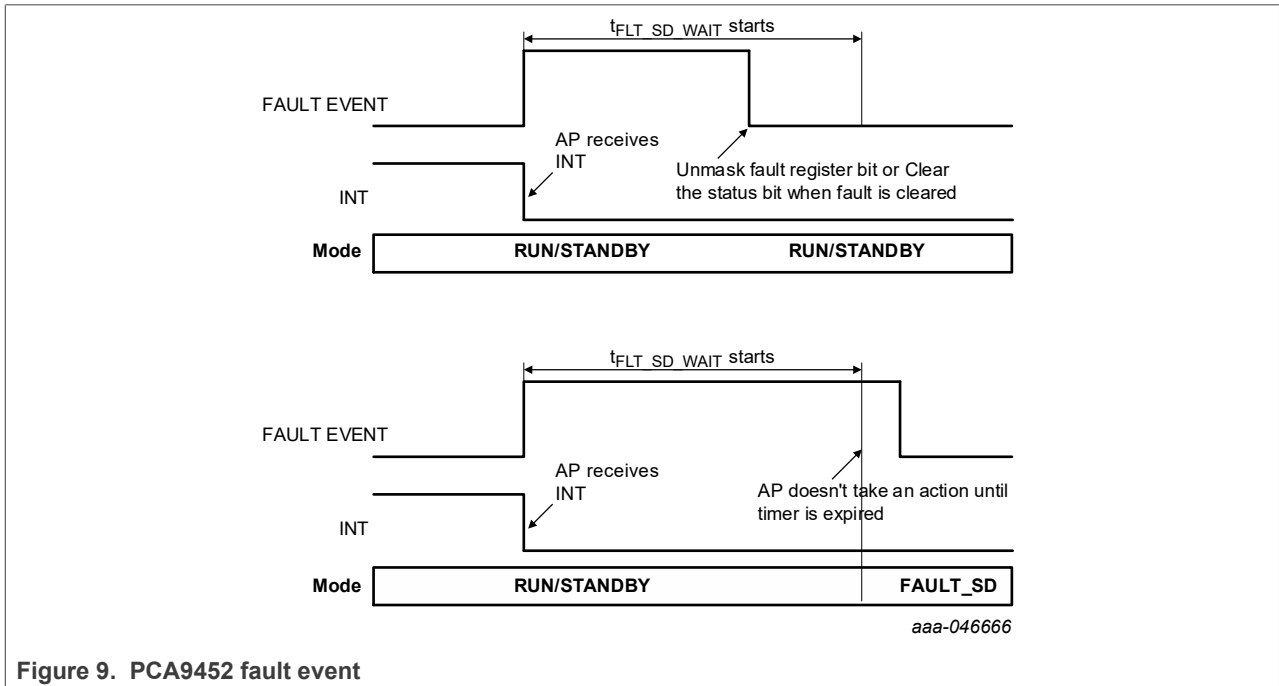 tFLT_SD_WAIT starts
FAULT EVENT
AP receives
INT
Unmask fault register bit or Clear
the status bit when fault is cleared
INT
Mode RUN/STANDBY RUN/STANDBY
tFLT_SD_WAIT starts
FAULT EVENT
AP receives
INT
AP doesn't take an action until
timer is expired
INT
Mode RUN/STANDBY FAULT_SD
aaa-046666
Figure 9. PCA9452 fault event